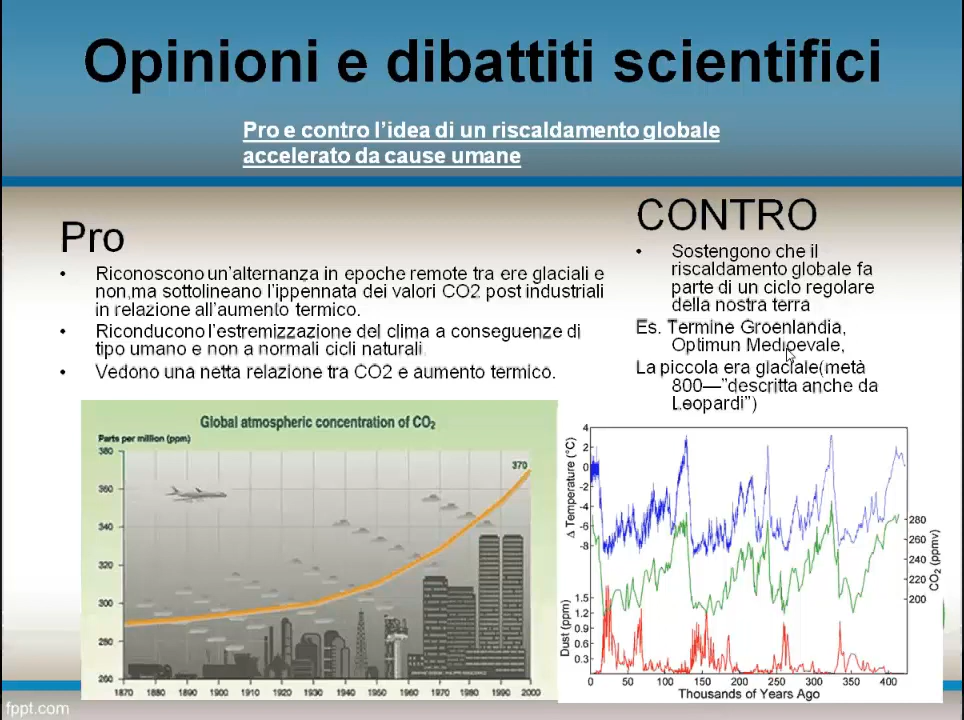 Opinioni e dibattiti scientifici
Pro e contro l'idea di un riscaldamento globale
accelerato da cause umane
Pro
• Riconoscono un'alternanza in epoche remote tra ere glaciali e
non,ma sottolineano l'ippennata dei valori CO2 post industriali
in relazione all'aumento termico.
• Riconducono l'estremizzazione del clima a conseguenze di
tipo umano e non a normali cicli naturali.
• Vedono una netta relazione tra CO2 e aumento termico.
CONTRO
• Sostengono che il
riscaldamento globale fa
parte di un ciclo regolare
della nostra terra
Es. Termine Groenlandia,
Optimun Medioevale,
La piccola era glaciale(metà
800—"descritta anche da
Leopardi")
Global atmospheric concentration of CO2
Parts per million (ppm)
380
360
340
320
300
280
260
370
1870 1880 1890 1900 1910 1920 1930 1940 1950 1960 1970 1980 1990 2000
Δ Temperature (°C)
4
2
0
-2
-4
-6
-8
280
260
240
220
200
CO2 (ppmv)
Dust (ppm)
1.5
1.2
0.9
0.6
0.3
0 50 100 150 200 250 300 350 400
Thousands of Years Ago
fppt.com